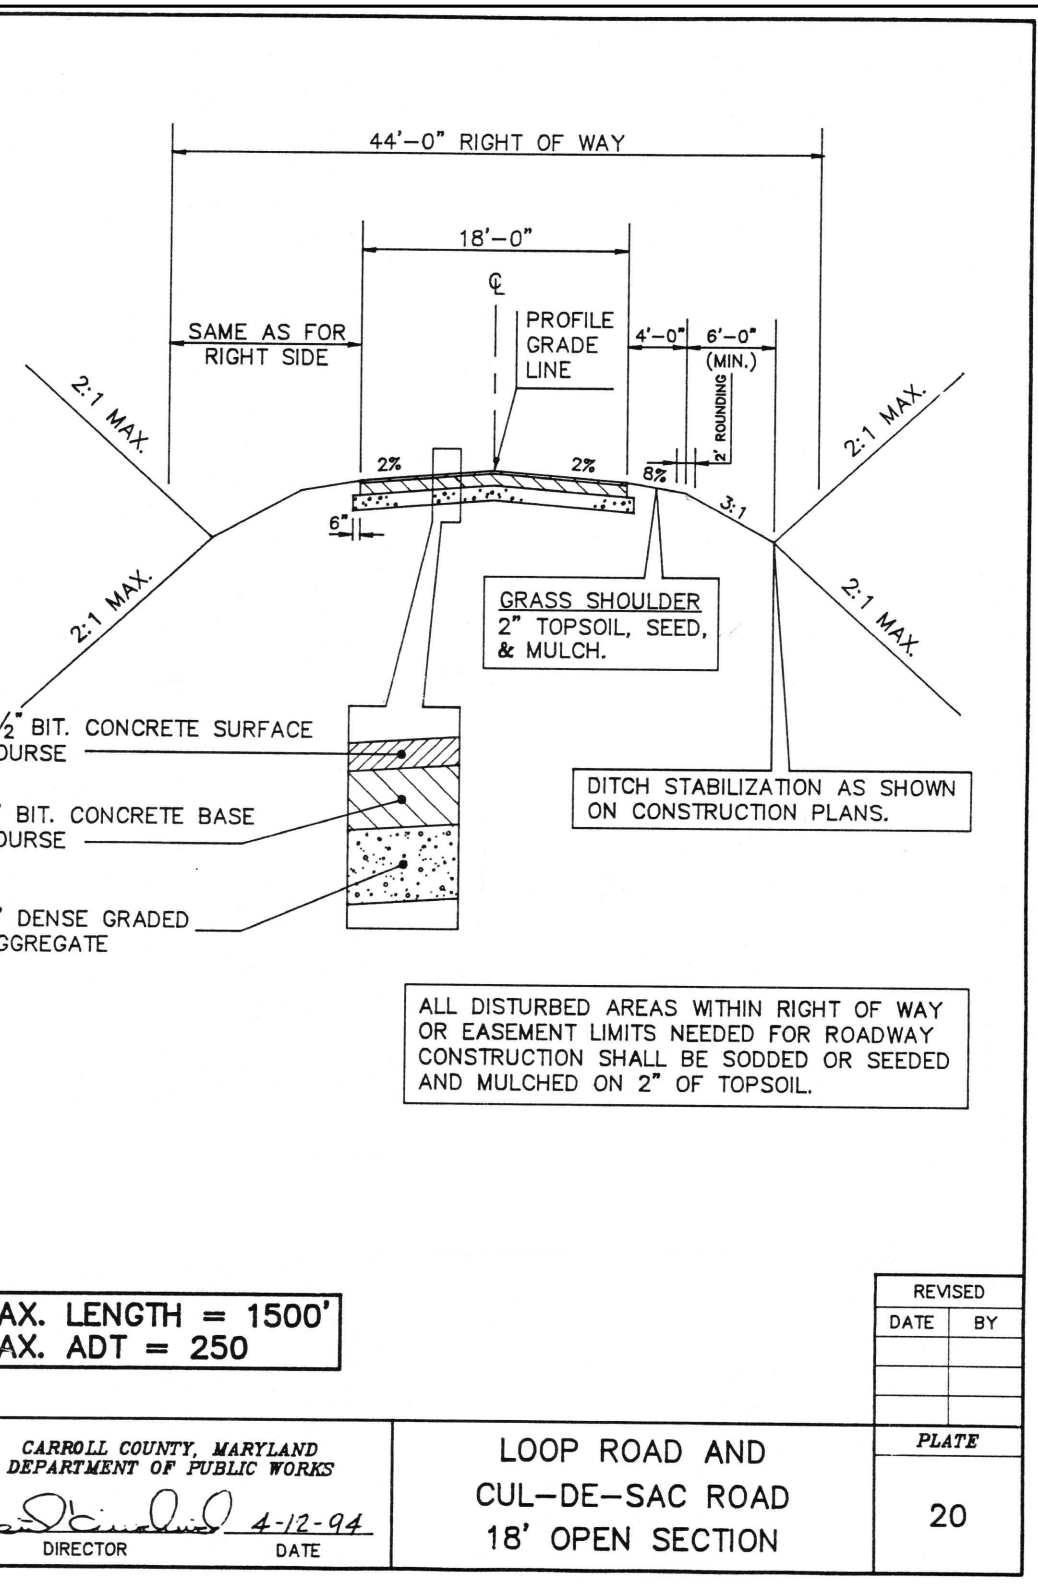 44'-0" RIGHT OF WAY
18'-0"
℄
PROFILE
GRADE
LINE
SAME AS FOR
RIGHT SIDE
4'-0"
6'-0"
(MIN.)
2' ROUNDING
2:1 MAX.
2:1 MAX.
2%
2%
8%
3:1
6"
2:1 MAX.
2:1 MAX.
GRASS SHOULDER
2" TOPSOIL, SEED,
& MULCH.
½" BIT. CONCRETE SURFACE
OURSE
DITCH STABILIZATION AS SHOWN
ON CONSTRUCTION PLANS.
" BIT. CONCRETE BASE
OURSE
" DENSE GRADED
GGREGATE
ALL DISTURBED AREAS WITHIN RIGHT OF WAY
OR EASEMENT LIMITS NEEDED FOR ROADWAY
CONSTRUCTION SHALL BE SODDED OR SEEDED
AND MULCHED ON 2" OF TOPSOIL.
AX. LENGTH = 1500'
AX. ADT = 250
REVISED
DATE BY
CARROLL COUNTY, MARYLAND
DEPARTMENT OF PUBLIC WORKS
4-12-94
DIRECTOR DATE
LOOP ROAD AND
CUL-DE-SAC ROAD
18' OPEN SECTION
PLATE
20